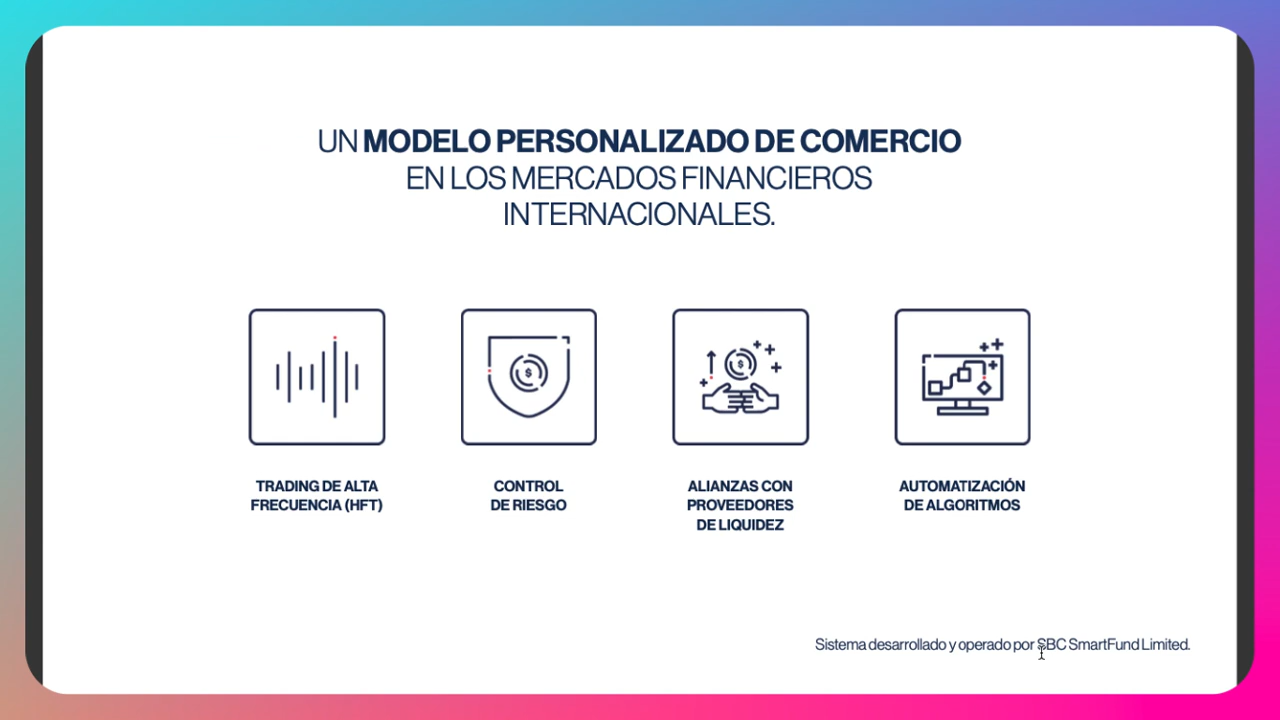 UN MODELO PERSONALIZADO DE COMERCIO
EN LOS MERCADOS FINANCIEROS
INTERNACIONALES.
TRADING DE ALTA
FRECUENCIA (HFT)
CONTROL
DE RIESGO
ALIANZAS CON
PROVEEDORES
DE LIQUIDEZ
AUTOMATIZACIÓN
DE ALGORITMOS
Sistema desarrollado y operado por SBC SmartFund Limited.